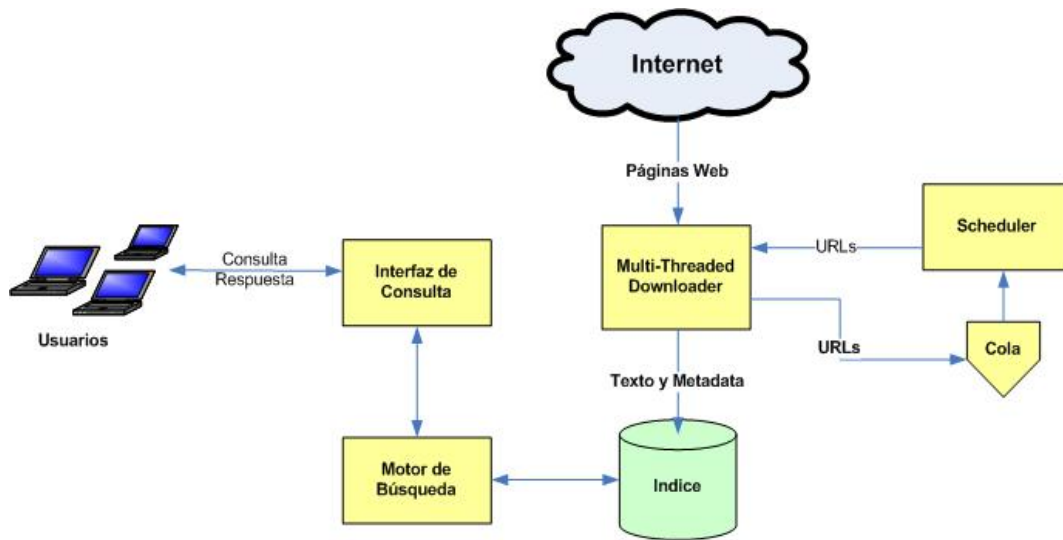 Internet
Páginas Web
Scheduler
URLs
Multi-Threaded
Downloader
Consulta
Respuesta
Interfaz de
Consulta
Usuarios
URLs
Cola
Texto y Metadata
Motor de
Búsqueda
Indice